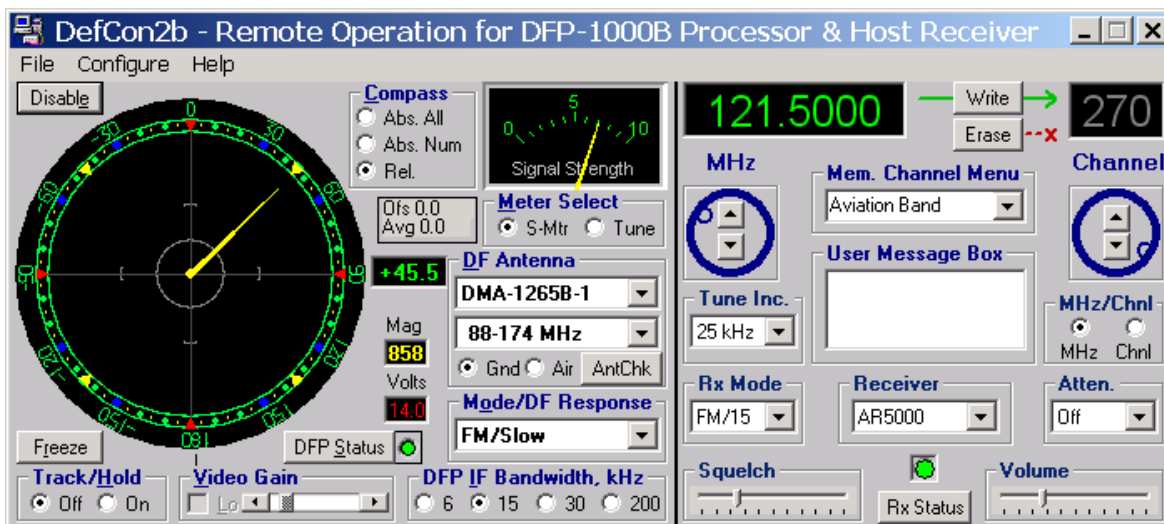 DefCon2b - Remote Operation for DFP-1000B Processor & Host Receiver
File Configure Help
Disable
0
30
60
90
120
150
180
-150
-120
-90
-60
-30
Freeze
Compass
Abs. All
Abs. Num
Rel.
0 5 10
Signal Strength
Ofs 0.0
Avg 0.0
Meter Select
S-Mtr Tune
+45.5
DF Antenna
DMA-1265B-1
88-174 MHz
Gnd Air AntChk
Mag
858
Volts
14.0
Mode/DF Response
FM/Slow
DFP Status
Track/Hold
Off On
Video Gain
Lo
DFP IF Bandwidth, kHz
6 15 30 200
121.5000
Write
Erase
X
270
MHz
Channel
Mem. Channel Menu
Aviation Band
User Message Box
Tune Inc.
25 kHz
MHz/Chnl
MHz Chnl
Rx Mode
FM/15
Receiver
AR5000
Atten.
Off
Squelch
Rx Status
Volume